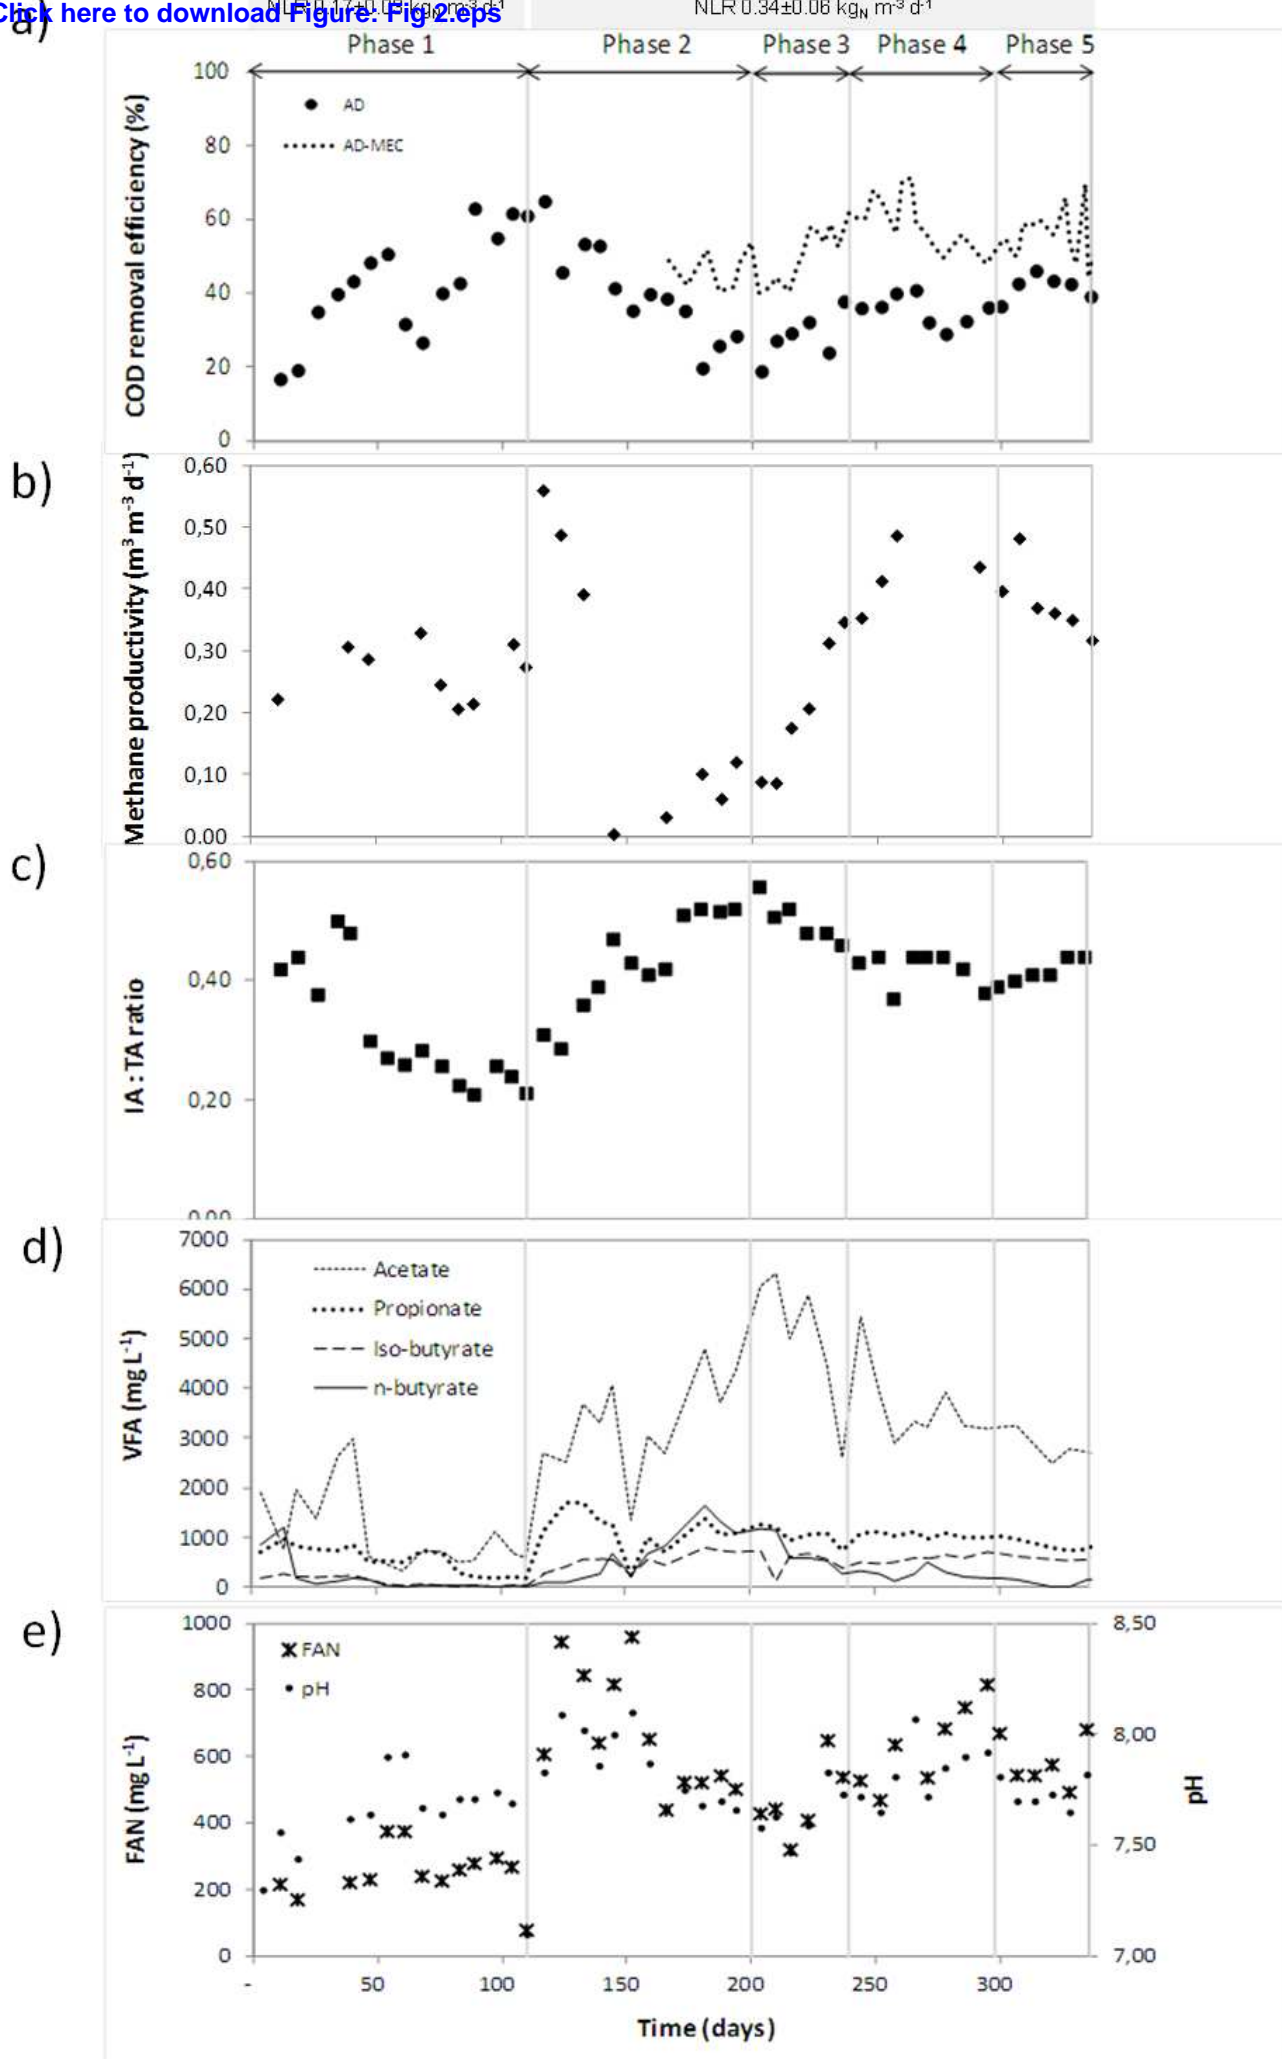 Click here to download Figure: Fig 2.eps
NLR 0.34±0.06 kgN m-3 d-1
a)
Phase 1 Phase 2 Phase 3 Phase 4 Phase 5
COD removal efficiency (%)
100
80
60
40
20
0
AD
AD-MEC
b)
Methane productivity (m³ m-³ d-1)
0,60
0,50
0,40
0,30
0,20
0,10
0.00
c)
IA : TA ratio
0,60
0,40
0,20
0.00
d)
VFA (mg L-1)
7000
6000
5000
4000
3000
2000
1000
0
Acetate
Propionate
Iso-butyrate
n-butyrate
e)
FAN (mg L-1)
1000
800
600
400
200
0
FAN
pH
8,50
8,00
7,50
7,00
pH
- 50 100 150 200 250 300
Time (days)